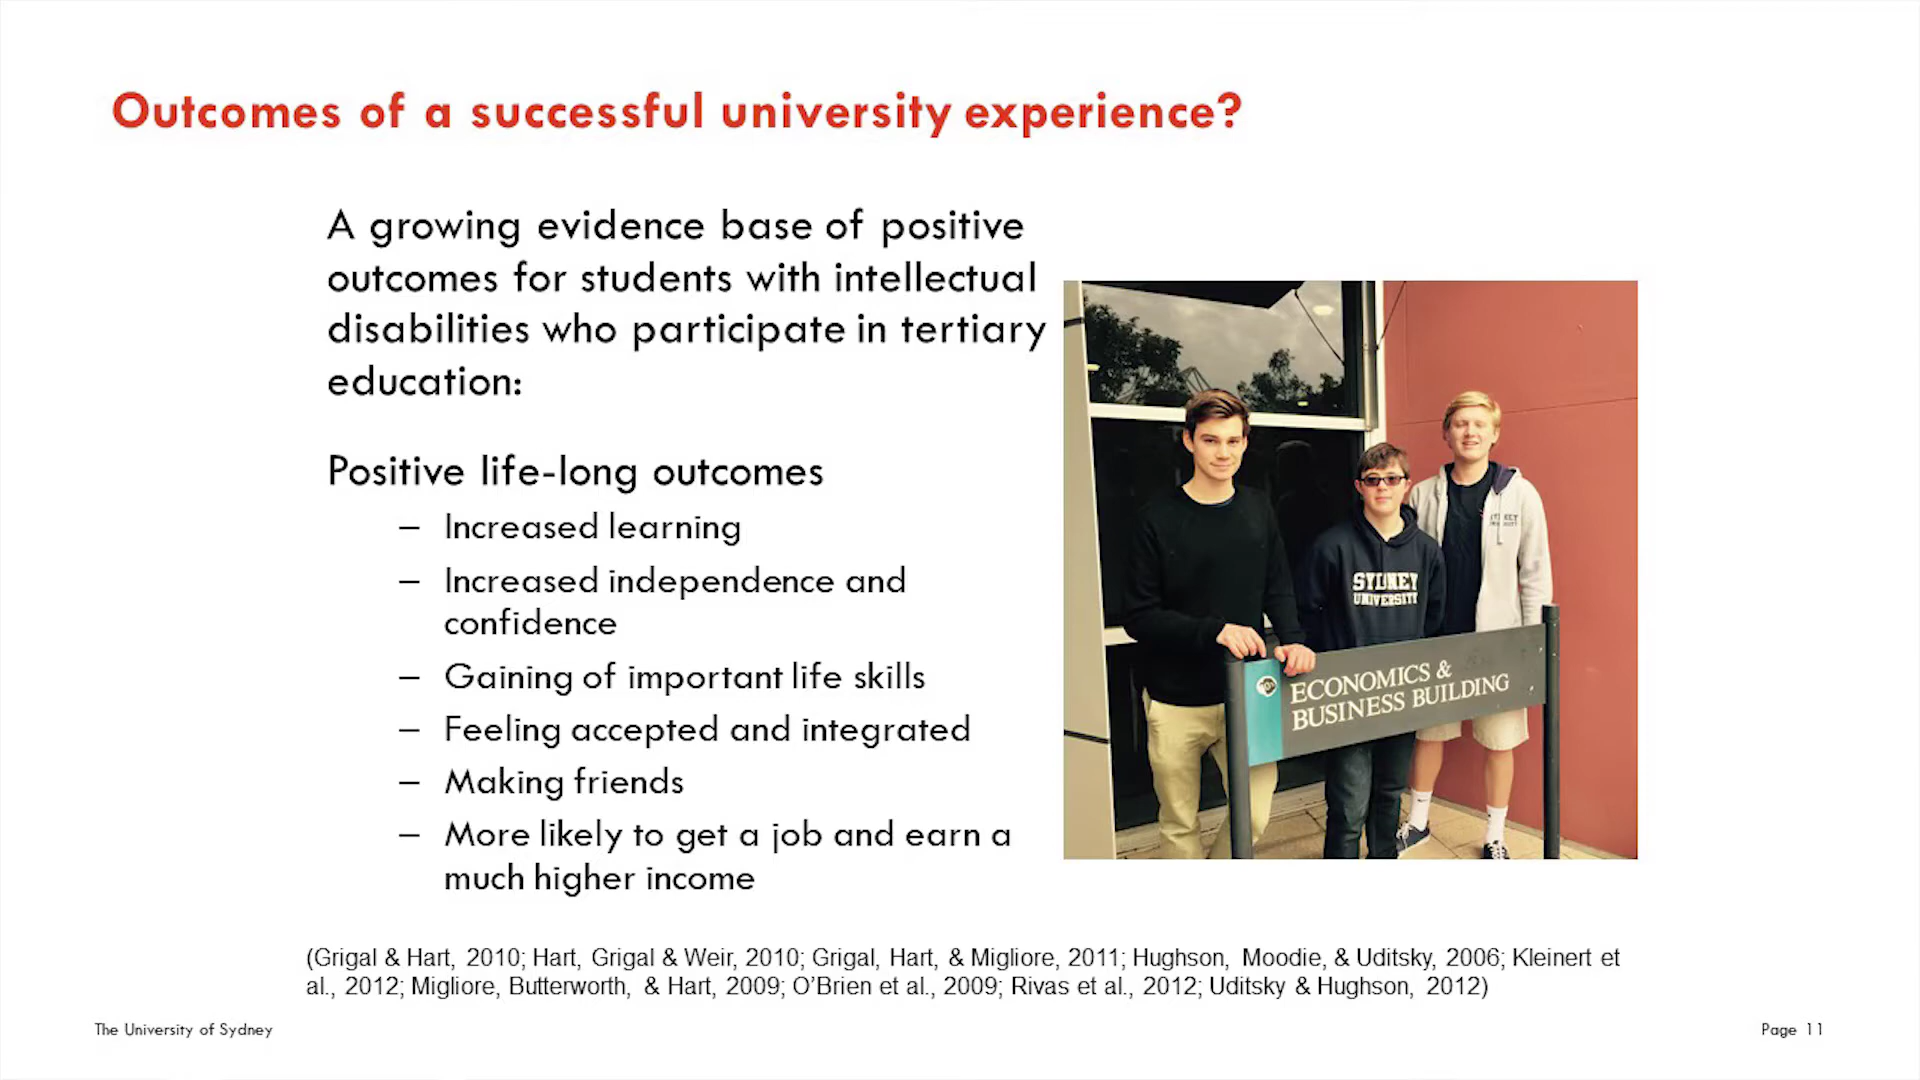 Outcomes of a successful university experience?
A growing evidence base of positive
outcomes for students with intellectual
disabilities who participate in tertiary
education:
Positive life-long outcomes
– Increased learning
– Increased independence and
confidence
– Gaining of important life skills
– Feeling accepted and integrated
– Making friends
– More likely to get a job and earn a
much higher income
SYDNEY
UNIVERSITY
ECONOMICS &
BUSINESS BUILDING
(Grigal & Hart, 2010; Hart, Grigal & Weir, 2010; Grigal, Hart, & Migliore, 2011; Hughson, Moodie, & Uditsky, 2006; Kleinert et
al., 2012; Migliore, Butterworth, & Hart, 2009; O’Brien et al., 2009; Rivas et al., 2012; Uditsky & Hughson, 2012)
The University of Sydney
Page 11